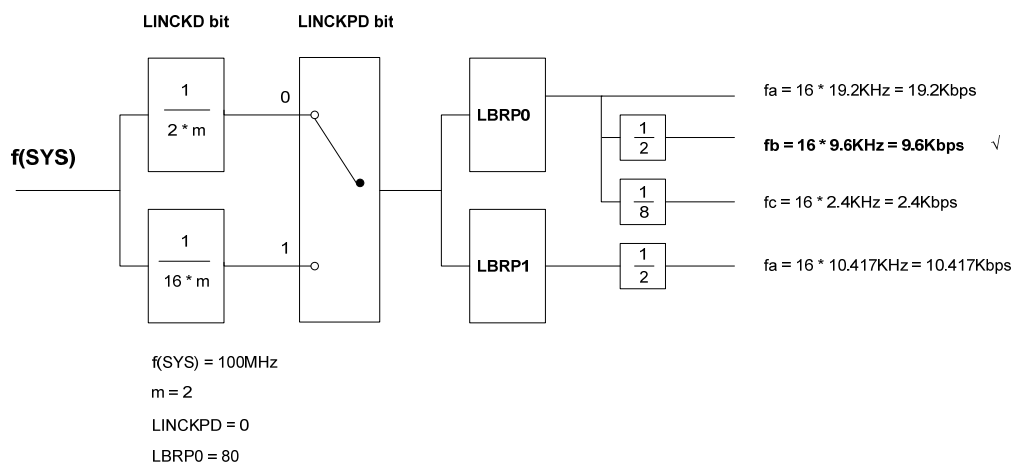 LINCKD bit
LINCKPD bit
1
2 * m
0
LBRP0
fa = 16 * 19.2KHz = 19.2Kbps
1
2
fb = 16 * 9.6KHz = 9.6Kbps √
f(SYS)
1
8
fc = 16 * 2.4KHz = 2.4Kbps
1
16 * m
1
LBRP1
1
2
fa = 16 * 10.417KHz = 10.417Kbps
f(SYS) = 100MHz
m = 2
LINCKPD = 0
LBRP0 = 80